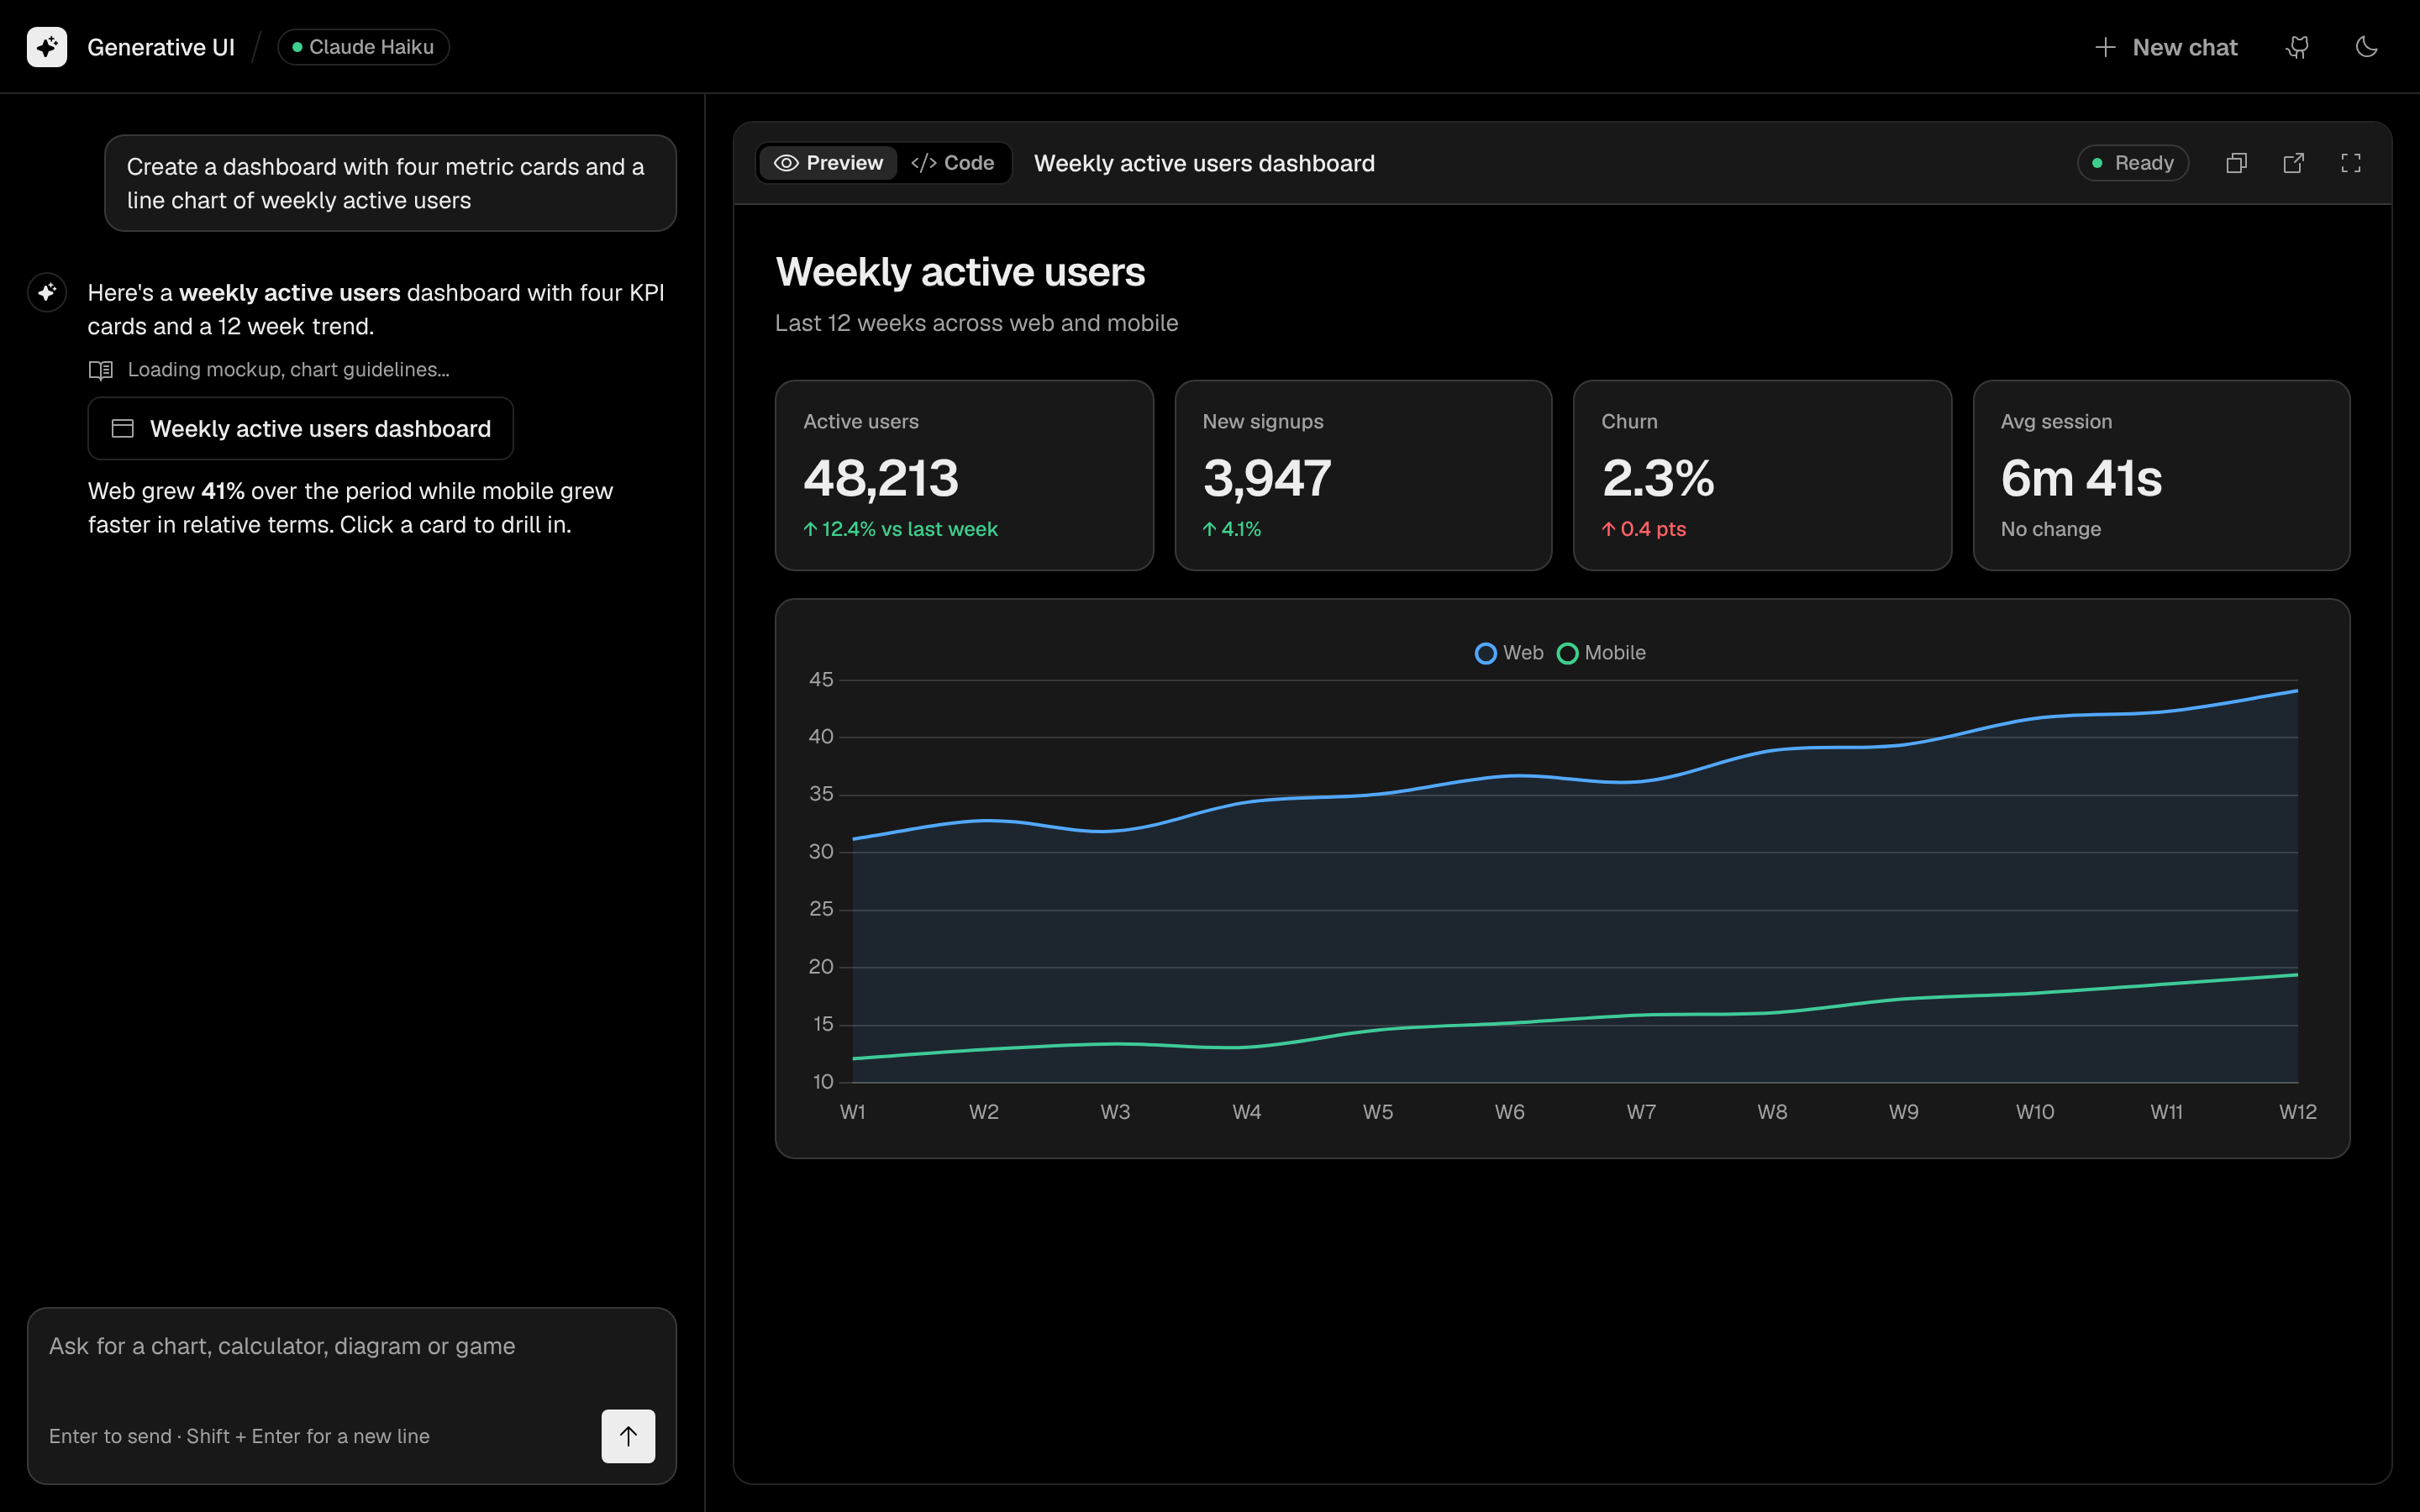 Generative UI
Claude Haiku
New chat
Create a dashboard with four metric cards and a
line chart of weekly active users
Here's a weekly active users dashboard with four KPI
cards and a 12 week trend.
Loading mockup, chart guidelines...
Weekly active users dashboard
Web grew 41% over the period while mobile grew
faster in relative terms. Click a card to drill in.
Ask for a chart, calculator, diagram or game
Enter to send · Shift + Enter for a new line
Preview
</> Code
Weekly active users dashboard
Ready
Weekly active users
Last 12 weeks across web and mobile
Active users
48,213
↑ 12.4% vs last week
New signups
3,947
↑ 4.1%
Churn
2.3%
↑ 0.4 pts
Avg session
6m 41s
No change
Web
Mobile
45
40
35
30
25
20
15
10
W1 W2 W3 W4 W5 W6 W7 W8 W9 W10 W11 W12